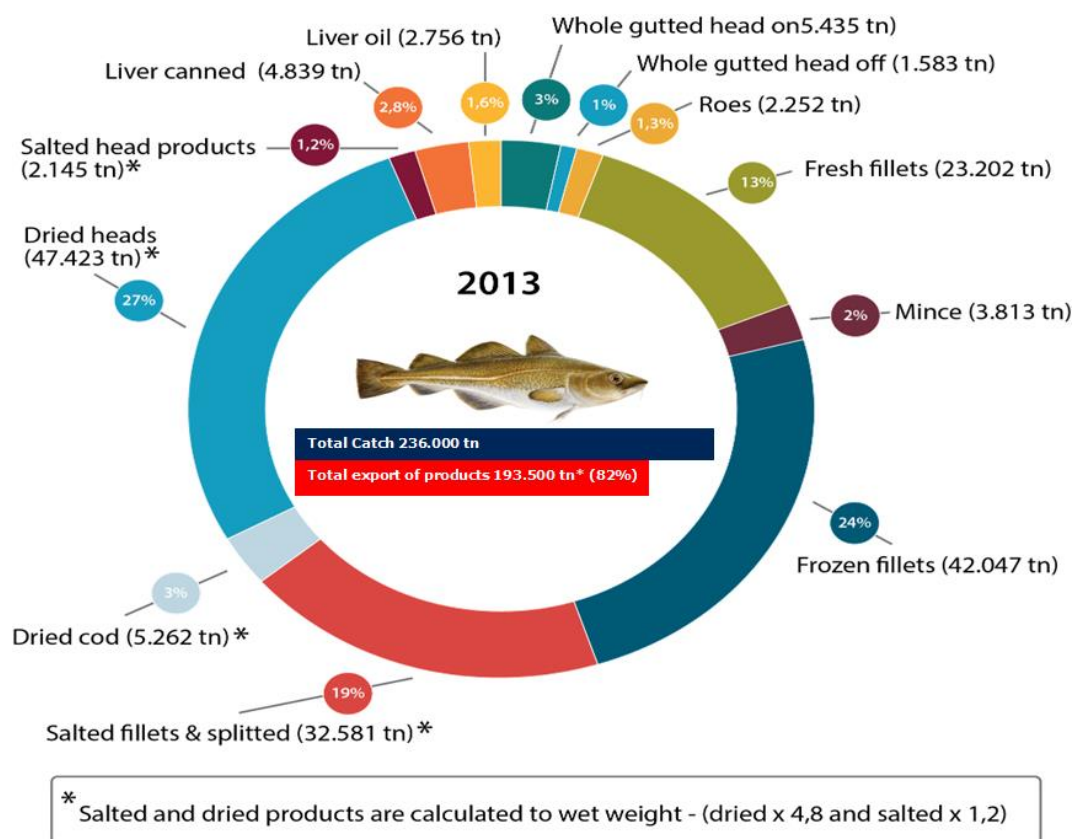 Liver oil (2.756 tn)
Whole gutted head on5.435 tn)
Liver canned (4.839 tn)
Whole gutted head off (1.583 tn)
2,8%
1,6%
3%
1%
Roes (2.252 tn)
1,3%
Salted head products
(2.145 tn)*
1,2%
Fresh fillets (23.202 tn)
13%
Dried heads
(47.423 tn)*
27%
2013
Mince (3.813 tn)
2%
Total Catch 236.000 tn
Total export of products 193.500 tn* (82%)
24%
Frozen fillets (42.047 tn)
3%
Dried cod (5.262 tn)*
19%
Salted fillets & splitted (32.581 tn)*
* Salted and dried products are calculated to wet weight - (dried x 4,8 and salted x 1,2)